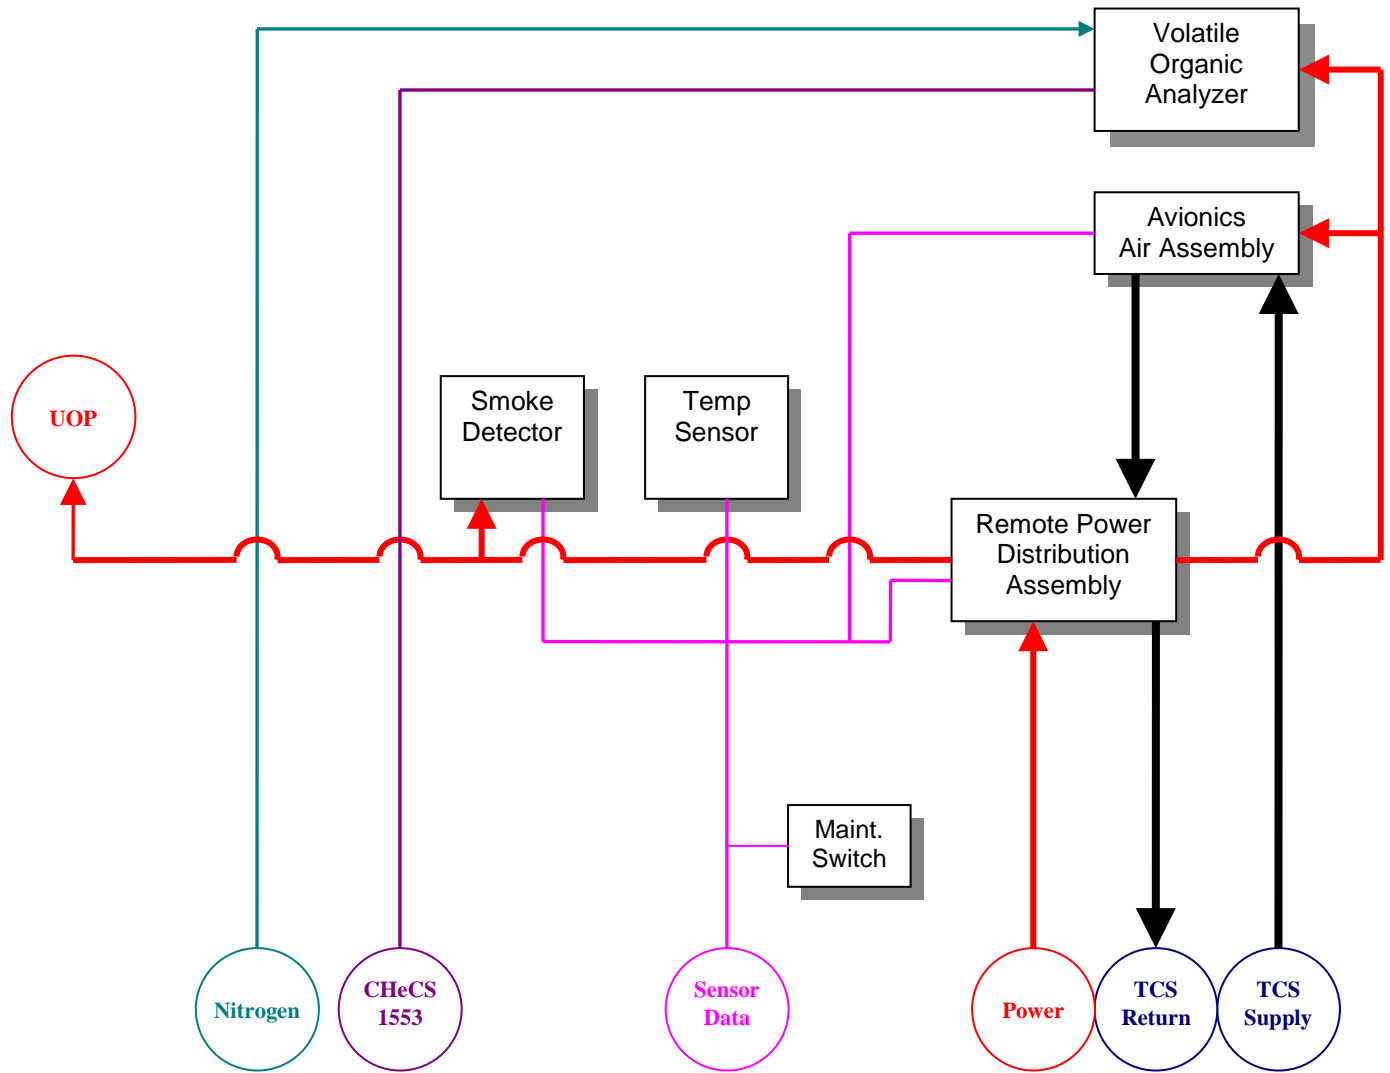 Volatile
Organic
Analyzer
Avionics
Air Assembly
UOP
Smoke
Detector
Temp
Sensor
Remote Power
Distribution
Assembly
Maint.
Switch
Nitrogen
CHeCS
1553
Sensor
Data
Power
TCS
Return
TCS
Supply